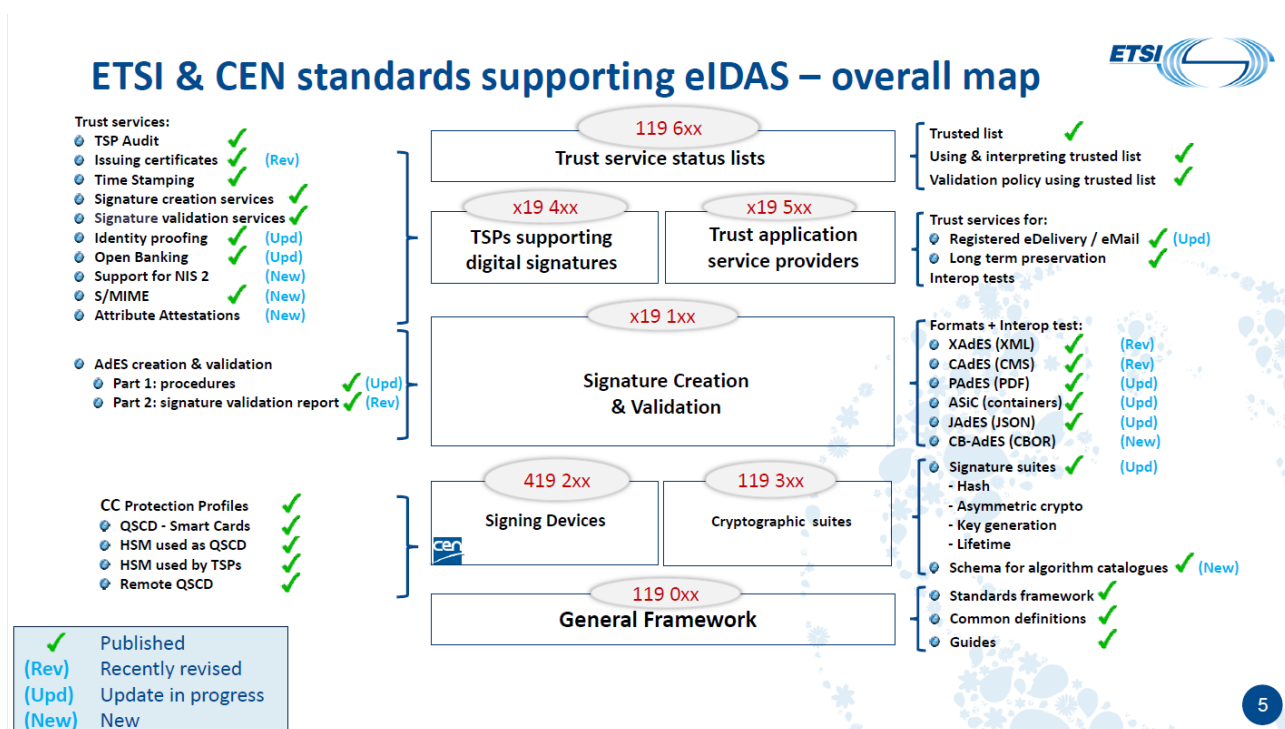 ETSI & CEN standards supporting eIDAS – overall map
ETSI
Trust services:
TSP Audit
Issuing certificates (Rev)
Time Stamping
Signature creation services
Signature validation services
Identity proofing (Upd)
Open Banking (Upd)
Support for NIS 2 (New)
S/MIME (New)
Attribute Attestations (New)
AdES creation & validation
Part 1: procedures (Upd)
Part 2: signature validation report (Rev)
CC Protection Profiles
QSCD - Smart Cards
HSM used as QSCD
HSM used by TSPs
Remote QSCD
119 6xx
Trust service status lists
x19 4xx
TSPs supporting
digital signatures
x19 5xx
Trust application
service providers
x19 1xx
Signature Creation
& Validation
419 2xx
Signing Devices
cen
119 3xx
Cryptographic suites
119 0xx
General Framework
Trusted list
Using & interpreting trusted list
Validation policy using trusted list
Trust services for:
Registered eDelivery / eMail (Upd)
Long term preservation
Interop tests
Formats + Interop test:
XAdES (XML) (Rev)
CAdES (CMS) (Rev)
PAdES (PDF) (Upd)
ASiC (containers) (Upd)
JAdES (JSON) (Upd)
CB-AdES (CBOR) (New)
Signature suites (Upd)
- Hash
- Asymmetric crypto
- Key generation
- Lifetime
Schema for algorithm catalogues (New)
Standards framework
Common definitions
Guides
✓ Published
(Rev) Recently revised
(Upd) Update in progress
(New) New
5